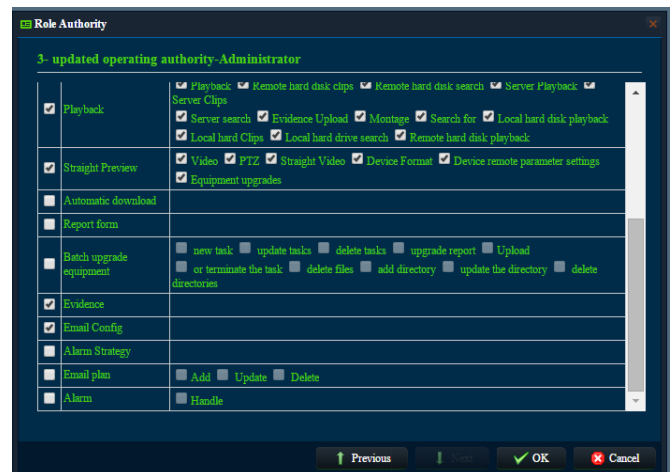 Role Authority
3- updated operating authority-Administrator
Playback Remote hard disk clips Remote hard disk search Server Playback
Server Clips
Playback
Server search Evidence Upload Montage Search for Local hard disk playback
Local hard Clips Local hard drive search Remote hard disk playback
Straight Preview
Video PTZ Straight Video Device Format Device remote parameter settings
Equipment upgrades
Automatic download
Report form
Batch upgrade
equipment
new task update tasks delete tasks upgrade report Upload
or terminate the task delete files add directory update the directory delete
directories
Evidence
Email Config
Alarm Strategy
Email plan
Add Update Delete
Alarm
Handle
Previous
Next
OK
Cancel